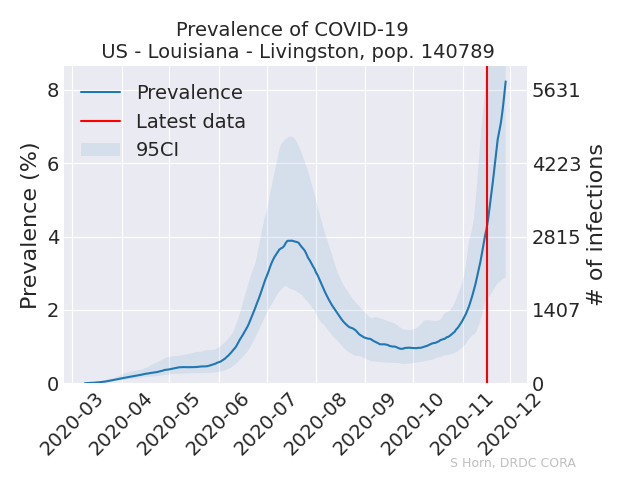 Prevalence of COVID-19
US - Louisiana - Livingston, pop. 140789
Prevalence
Latest data
95CI
Prevalence (%)
8
6
4
2
0
5631
4223
2815
1407
0
# of infections
2020-03
2020-04
2020-05
2020-06
2020-07
2020-08
2020-09
2020-10
2020-11
2020-12
S Horn, DRDC CORA